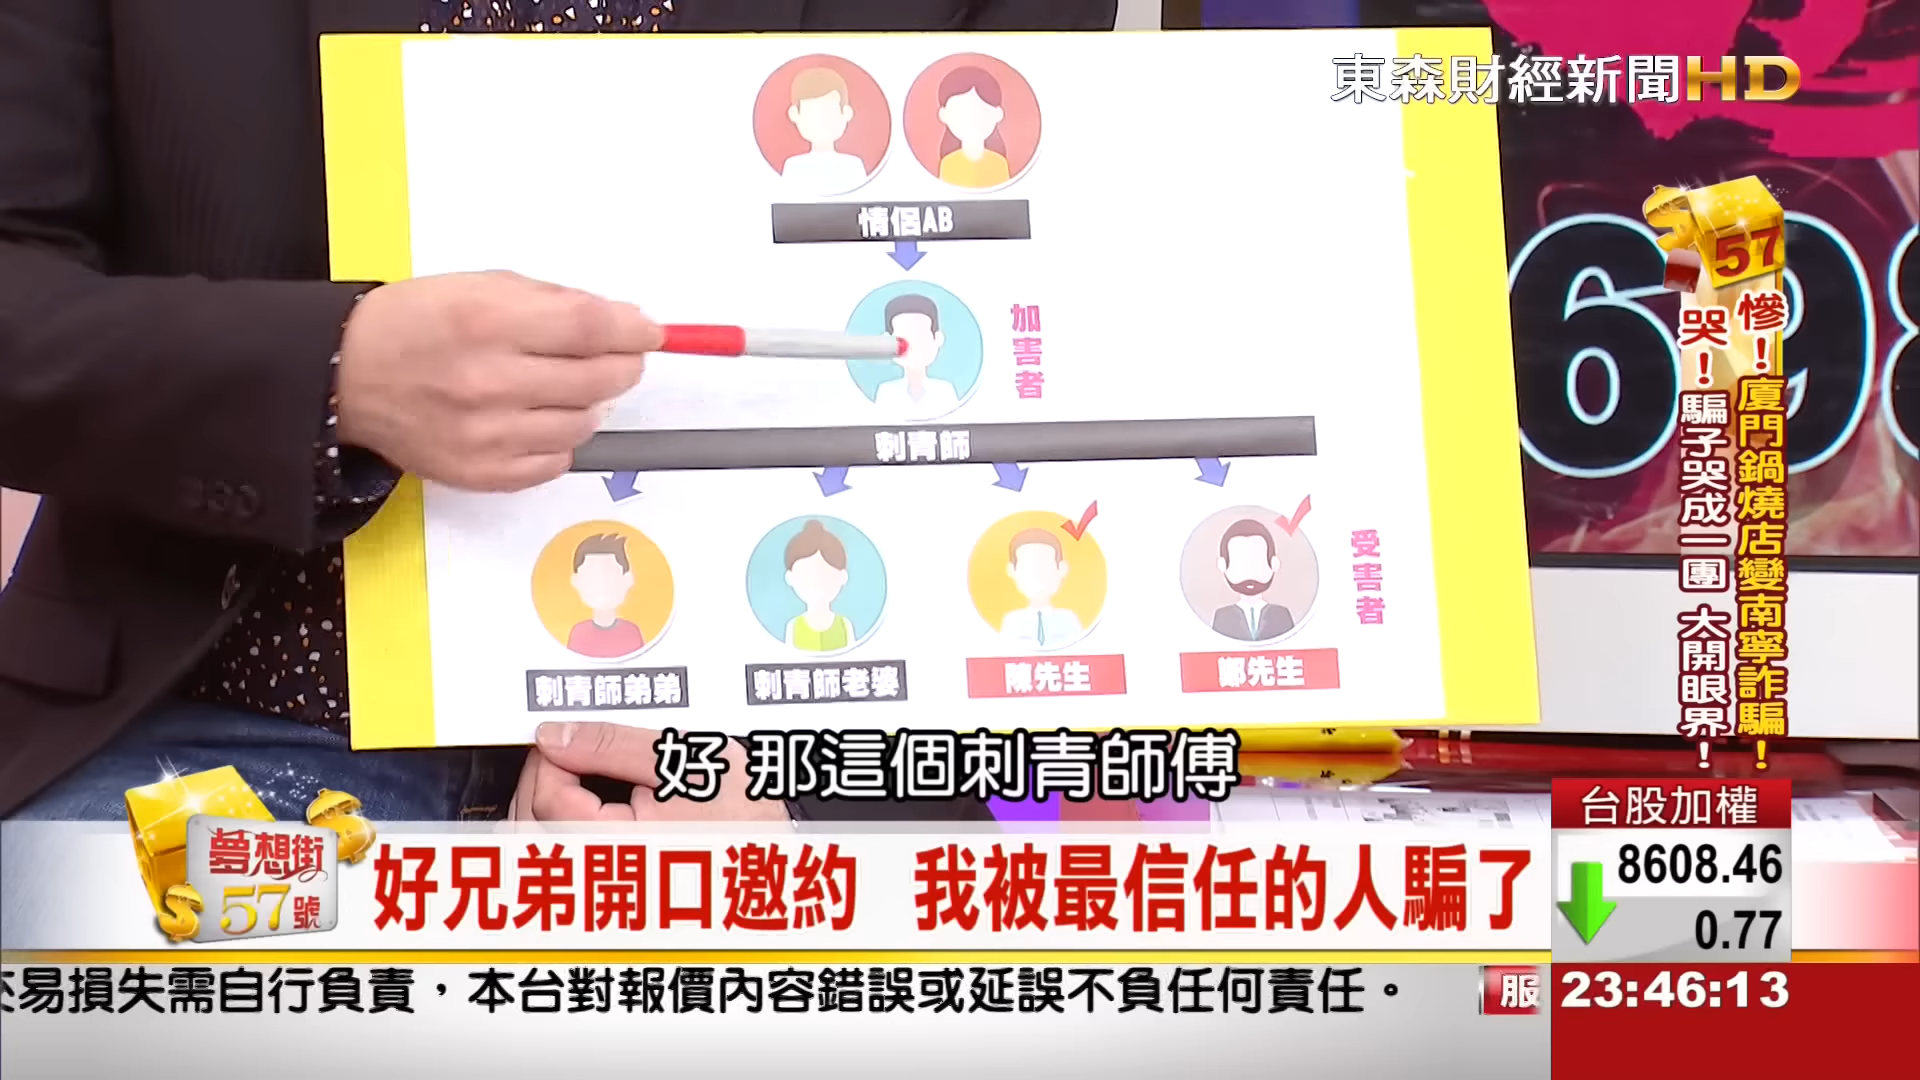 東森財經新聞HD
情侶AB
加害者
刺青師
刺青師弟弟
刺青師老婆
陳先生
鄭先生
受害者
57
慘！廈門鍋燒店變南寧詐騙！
哭！騙子哭成一團 大開眼界！
69
好 那這個刺青師傅
夢想街
57號
好兄弟開口邀約 我被最信任的人騙了
台股加權
8608.46
0.77
易損失需自行負責，本台對報價內容錯誤或延誤不負任何責任。
服
23:46:13